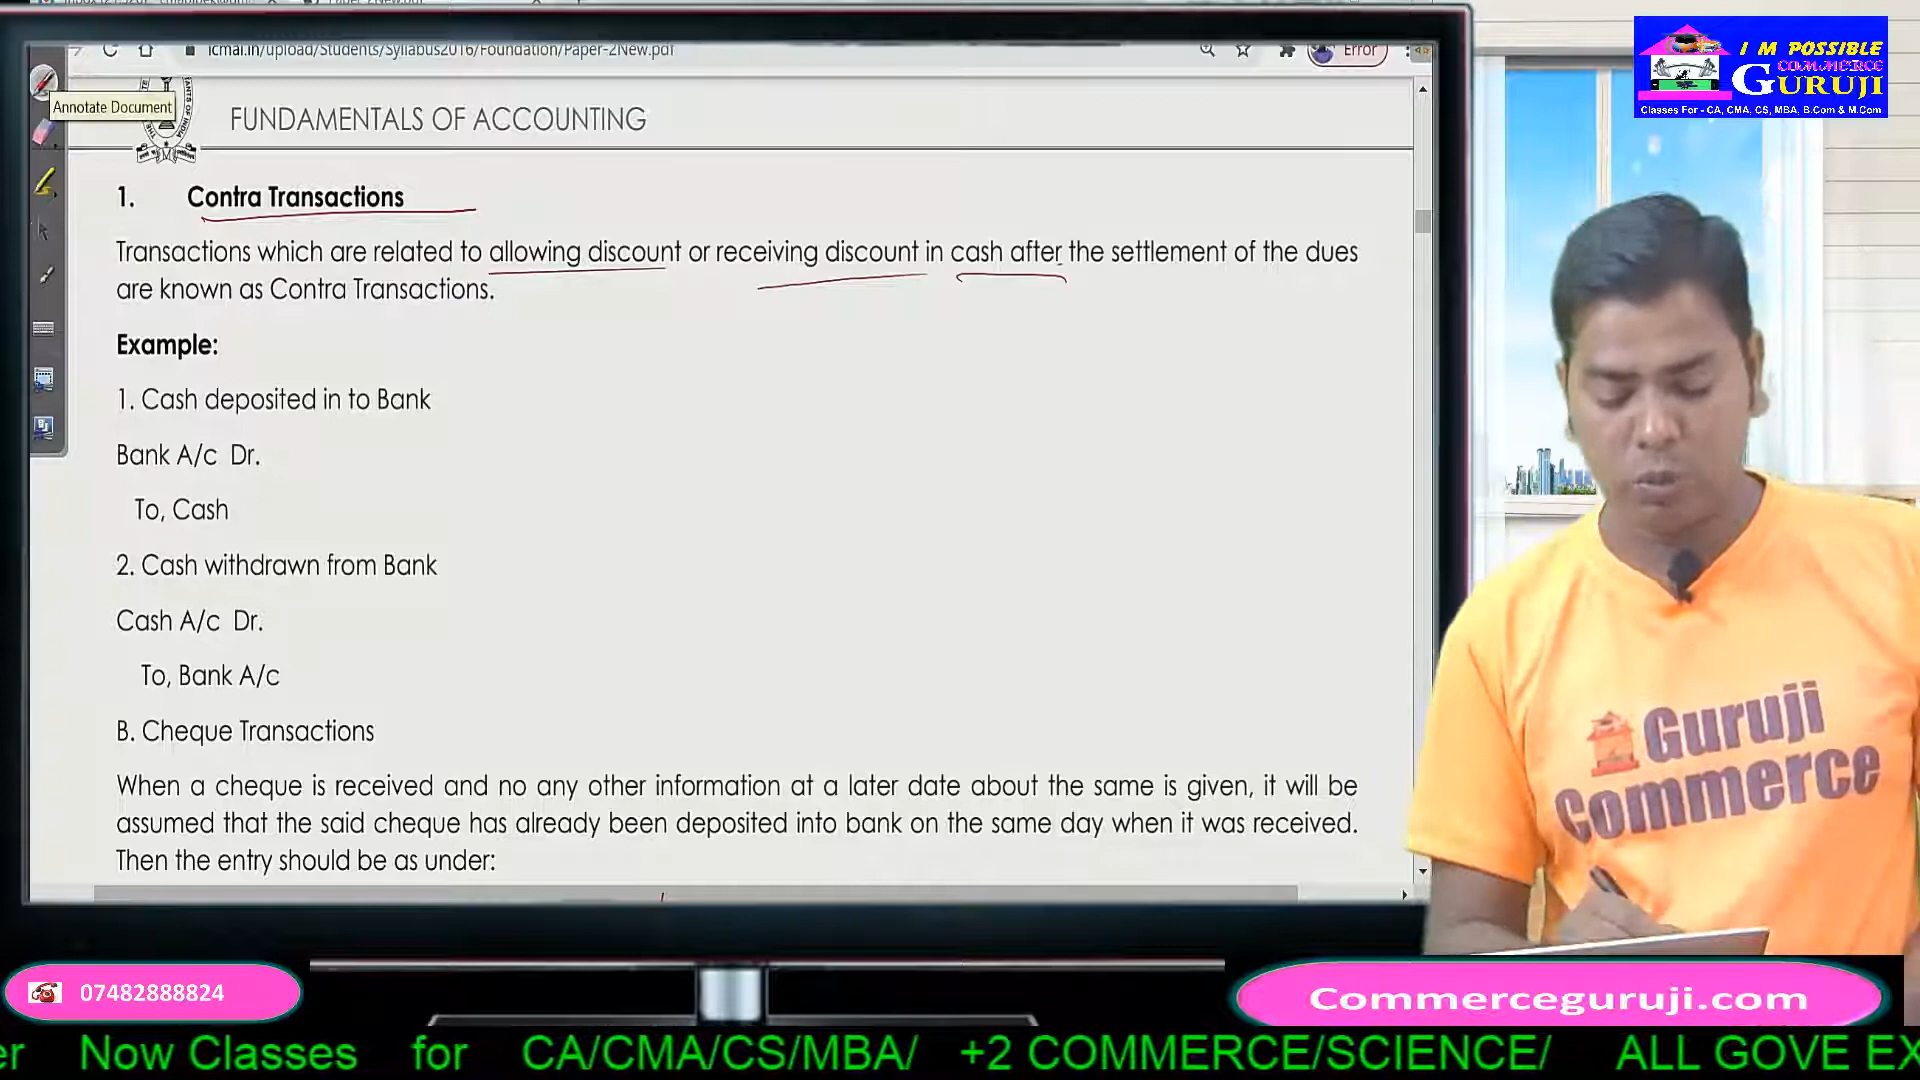 icmai.in/upload/Students/Syllabus2016/Foundation/Paper-2New.pdf
Error
Annotate Document
FUNDAMENTALS OF ACCOUNTING
1. Contra Transactions
Transactions which are related to allowing discount or receiving discount in cash after the settlement of the dues
are known as Contra Transactions.
Example:
1. Cash deposited in to Bank
Bank A/c Dr.
To, Cash
2. Cash withdrawn from Bank
Cash A/c Dr.
To, Bank A/c
B. Cheque Transactions
When a cheque is received and no any other information at a later date about the same is given, it will be
assumed that the said cheque has already been deposited into bank on the same day when it was received.
Then the entry should be as under:
I M POSSIBLE
COMMERCE
GURUJI
Classes For - CA, CMA, CS, MBA, B.Com & M.Com
Guruji
Commerce
07482888824
Commerceguruji.com
er Now Classes for CA/CMA/CS/MBA/ +2 COMMERCE/SCIENCE/ ALL GOVE EX